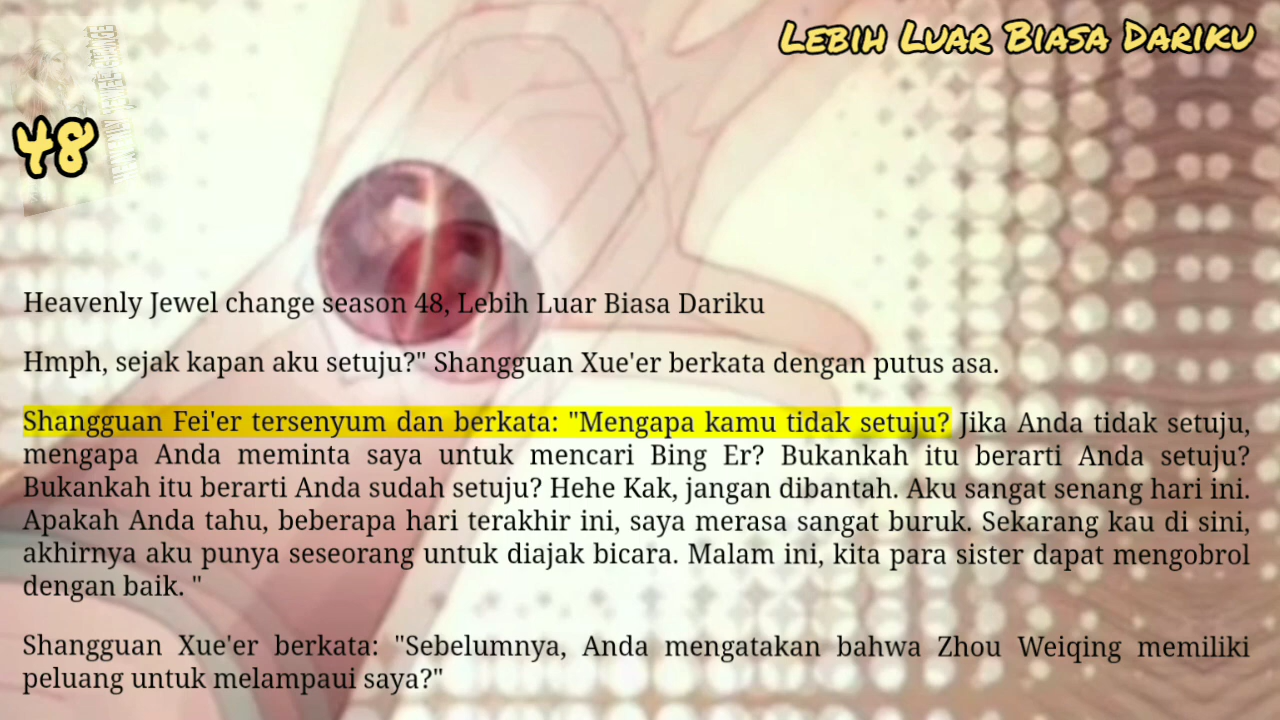 Lebih Luar Biasa Dariku
48
Heavenly Jewel change season 48, Lebih Luar Biasa Dariku
Hmph, sejak kapan aku setuju?" Shangguan Xue'er berkata dengan putus asa.
Shangguan Fei'er tersenyum dan berkata: "Mengapa kamu tidak setuju? Jika Anda tidak setuju,
mengapa Anda meminta saya untuk mencari Bing Er? Bukankah itu berarti Anda setuju?
Bukankah itu berarti Anda sudah setuju? Hehe Kak, jangan dibantah. Aku sangat senang hari ini.
Apakah Anda tahu, beberapa hari terakhir ini, saya merasa sangat buruk. Sekarang kau di sini,
akhirnya aku punya seseorang untuk diajak bicara. Malam ini, kita para sister dapat mengobrol
dengan baik. "
Shangguan Xue'er berkata: "Sebelumnya, Anda mengatakan bahwa Zhou Weiqing memiliki
peluang untuk melampaui saya?"